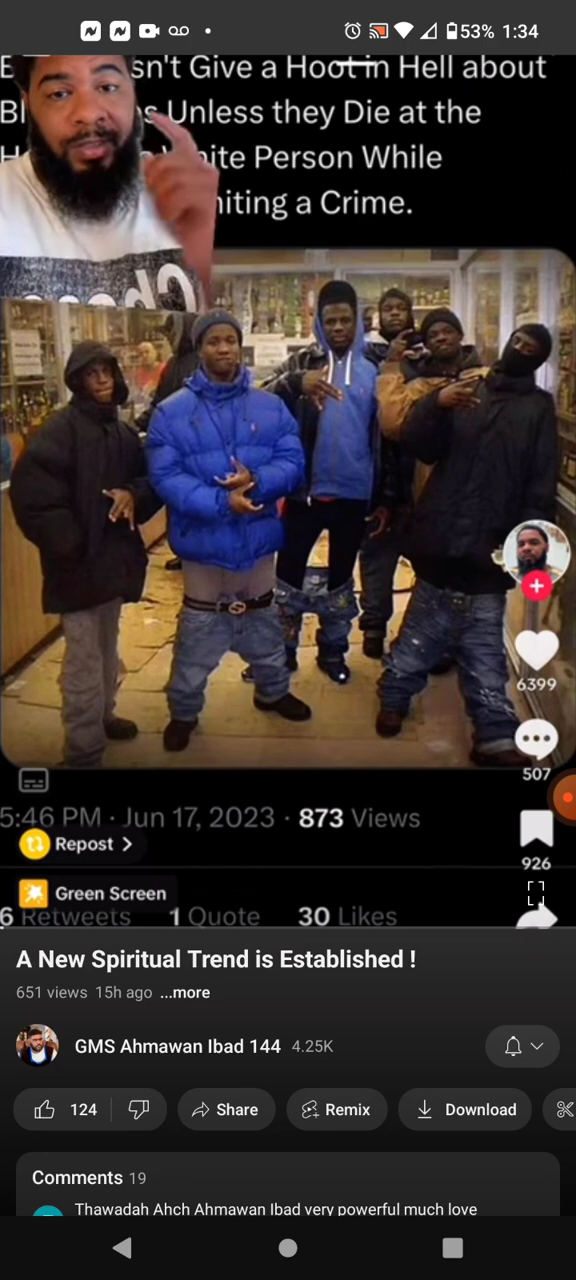 53% 1:34
sn't Give a Hoot in Hell about
Unless they Die at the
ite Person While
iting a Crime.
6399
507
5:46 PM · Jun 17, 2023 · 873 Views
Repost >
926
Green Screen
6 Retweets 1 Quote 30 Likes
A New Spiritual Trend is Established !
651 views 15h ago ...more
GMS Ahmawan Ibad 144 4.25K
124 Share Remix Download
Comments 19
Thawadah Ahch Ahmawan Ibad very powerful much love